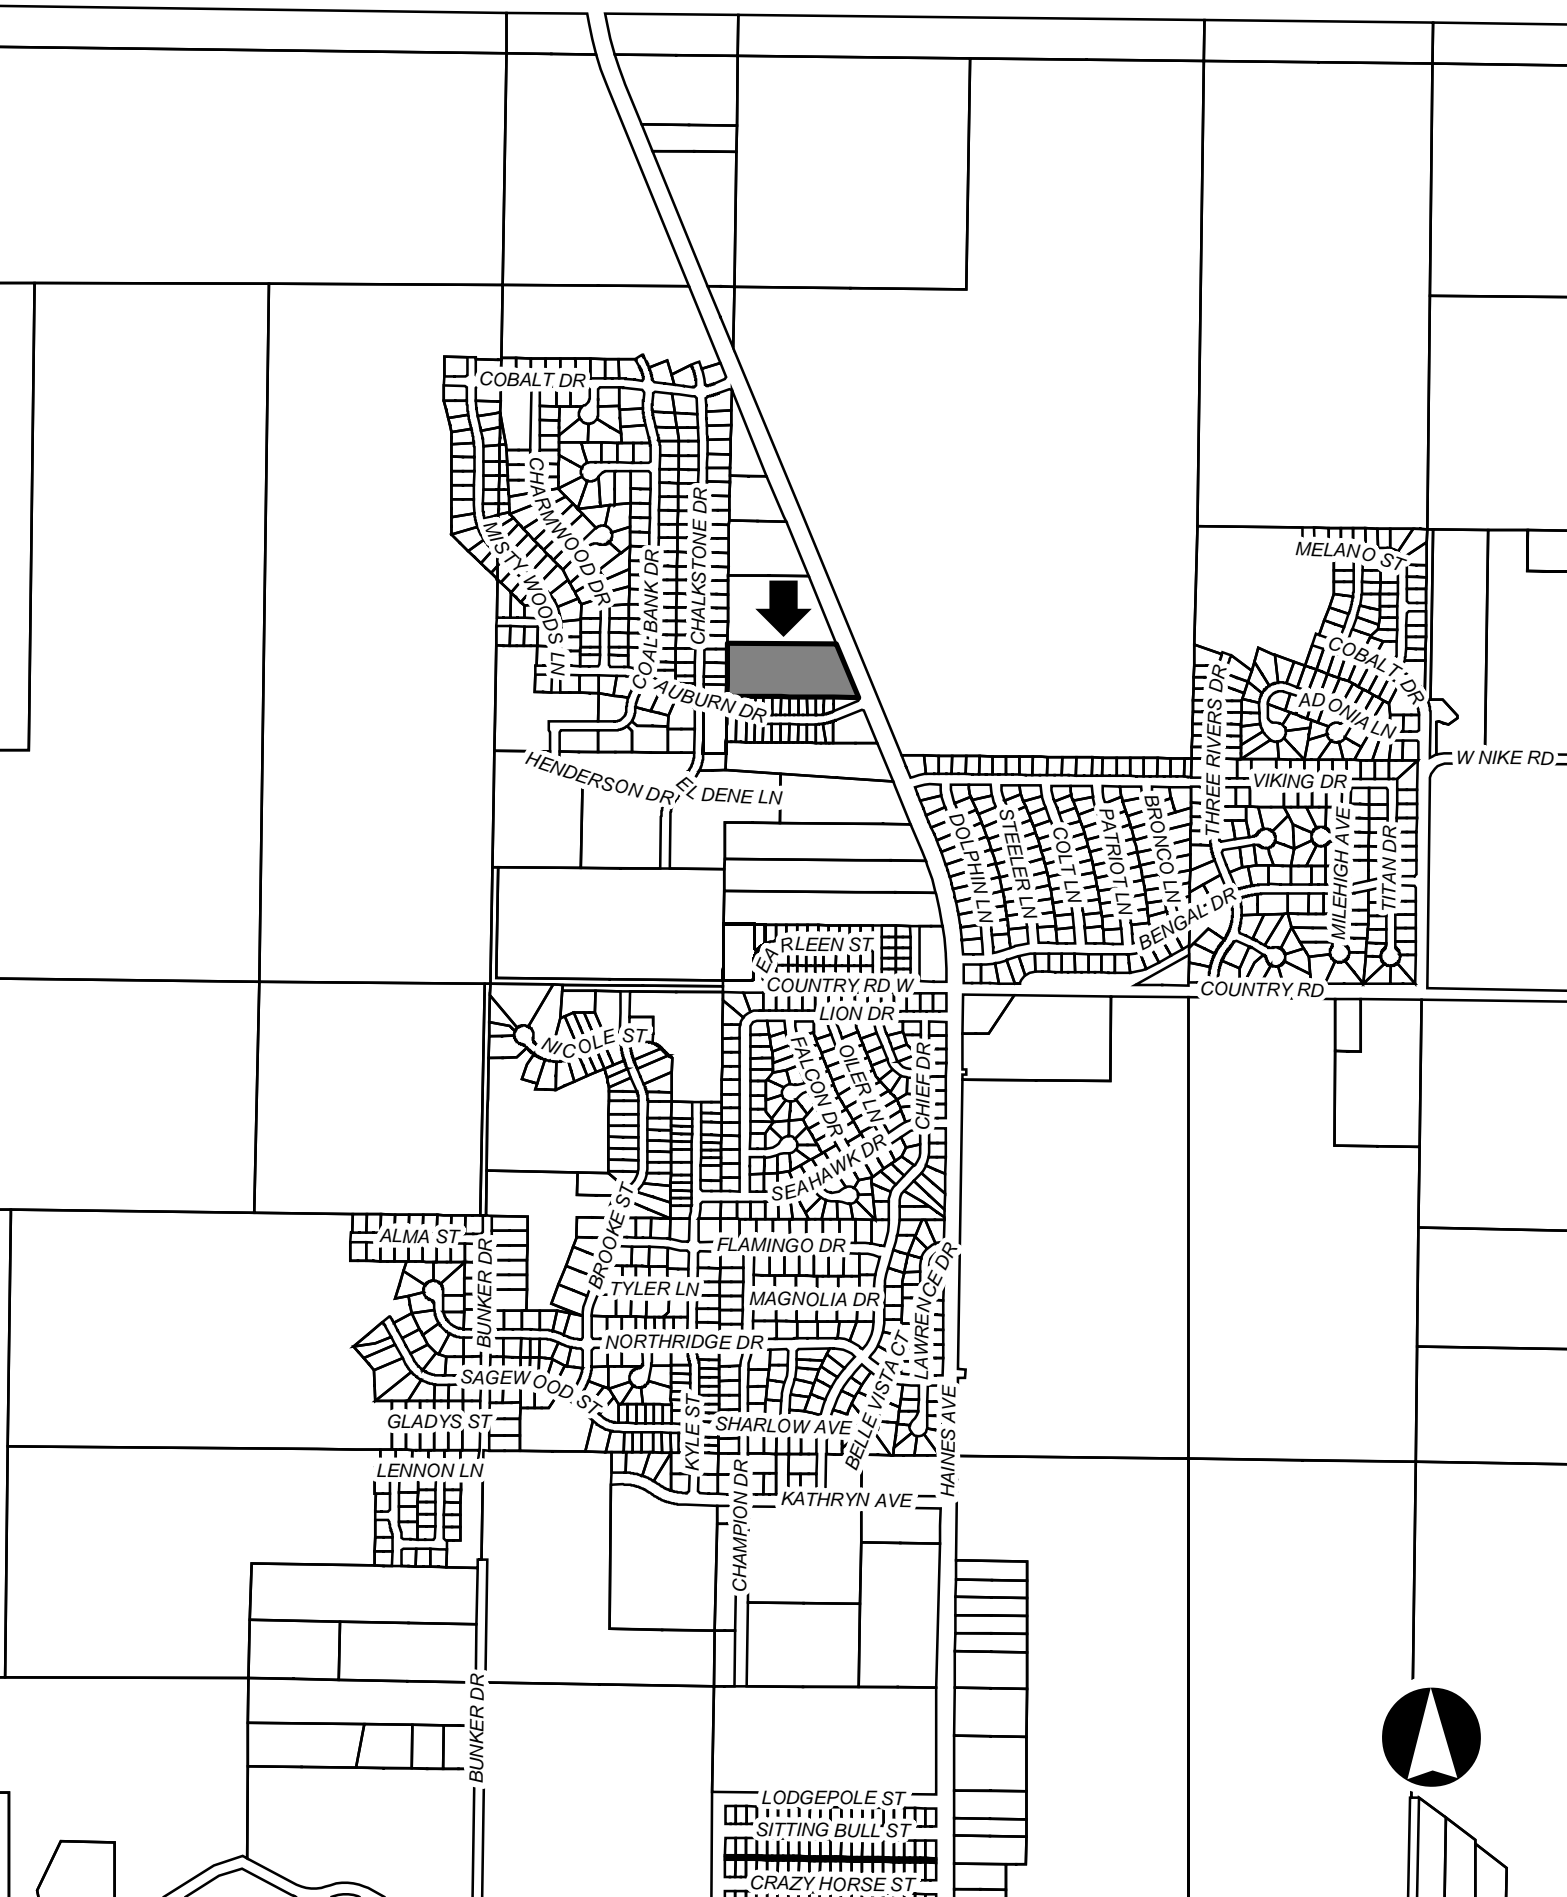 COBALT DR
CHARMWOOD DR
CHALKSTONE DR
MISTY WOODS LN
COAL BANK DR
MELANO ST
COBALT DR
THREE RIVERS DR
ADONIA LN
AUBURN DR
W NIKE RD
HENDERSON DR
EL DENE LN
VIKING DR
DOLPHIN LN
STEELER LN
COLT LN
PATRIOT LN
BRONCO LN
MILEHIGH AVE
TITAN DR
BENGAL DR
EARLEEN ST
COUNTRY RD W
COUNTRY RD
LION DR
NICOLE ST
FALCON DR
OILER LN
CHIEF DR
SEAHAWK DR
BROOKE ST
ALMA ST
BUNKER DR
FLAMINGO DR
LAWRENCE DR
TYLER LN
MAGNOLIA DR
NORTHRIDGE DR
BELLE VISTA CT
SAGEWOOD ST
GLADYS ST
KYLE ST
SHARLOW AVE
HAINES AVE
LENNON LN
CHAMPION DR
KATHRYN AVE
BUNKER DR
LODGEPOLE ST
SITTING BULL ST
CRAZY HORSE ST